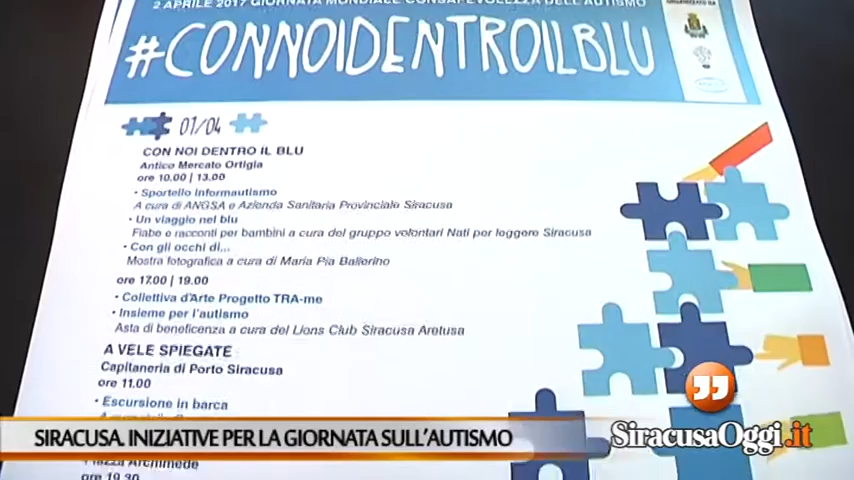 2 APRILE 2017 GIORNATA MONDIALE CONSAPEVOLEZZA DELL'AUTISMO
ORGANIZZATO DA
#CONNOIDENTROILBLU
01/04
CON NOI DENTRO IL BLU
Antico Mercato Ortigia
ore 10.00 | 13.00
• Sportello informautismo
A cura di ANGSA e Azienda Sanitaria Provinciale Siracusa
• Un viaggio nel blu
Fiabe e racconti per bambini a cura del gruppo volontari Nati per leggere Siracusa
• Con gli occhi di...
Mostra fotografica a cura di Maria Pia Ballerino
ore 17.00 | 19.00
• Collettiva d'Arte Progetto TRA-me
• Insieme per l'autismo
Asta di beneficenza a cura del Lions Club Siracusa Aretusa
A VELE SPIEGATE
Capitaneria di Porto Siracusa
ore 11.00
• Escursione in barca
SIRACUSA. INIZIATIVE PER LA GIORNATA SULL'AUTISMO
SiracusaOggi.it
Piazza Archimede
ore 19.30